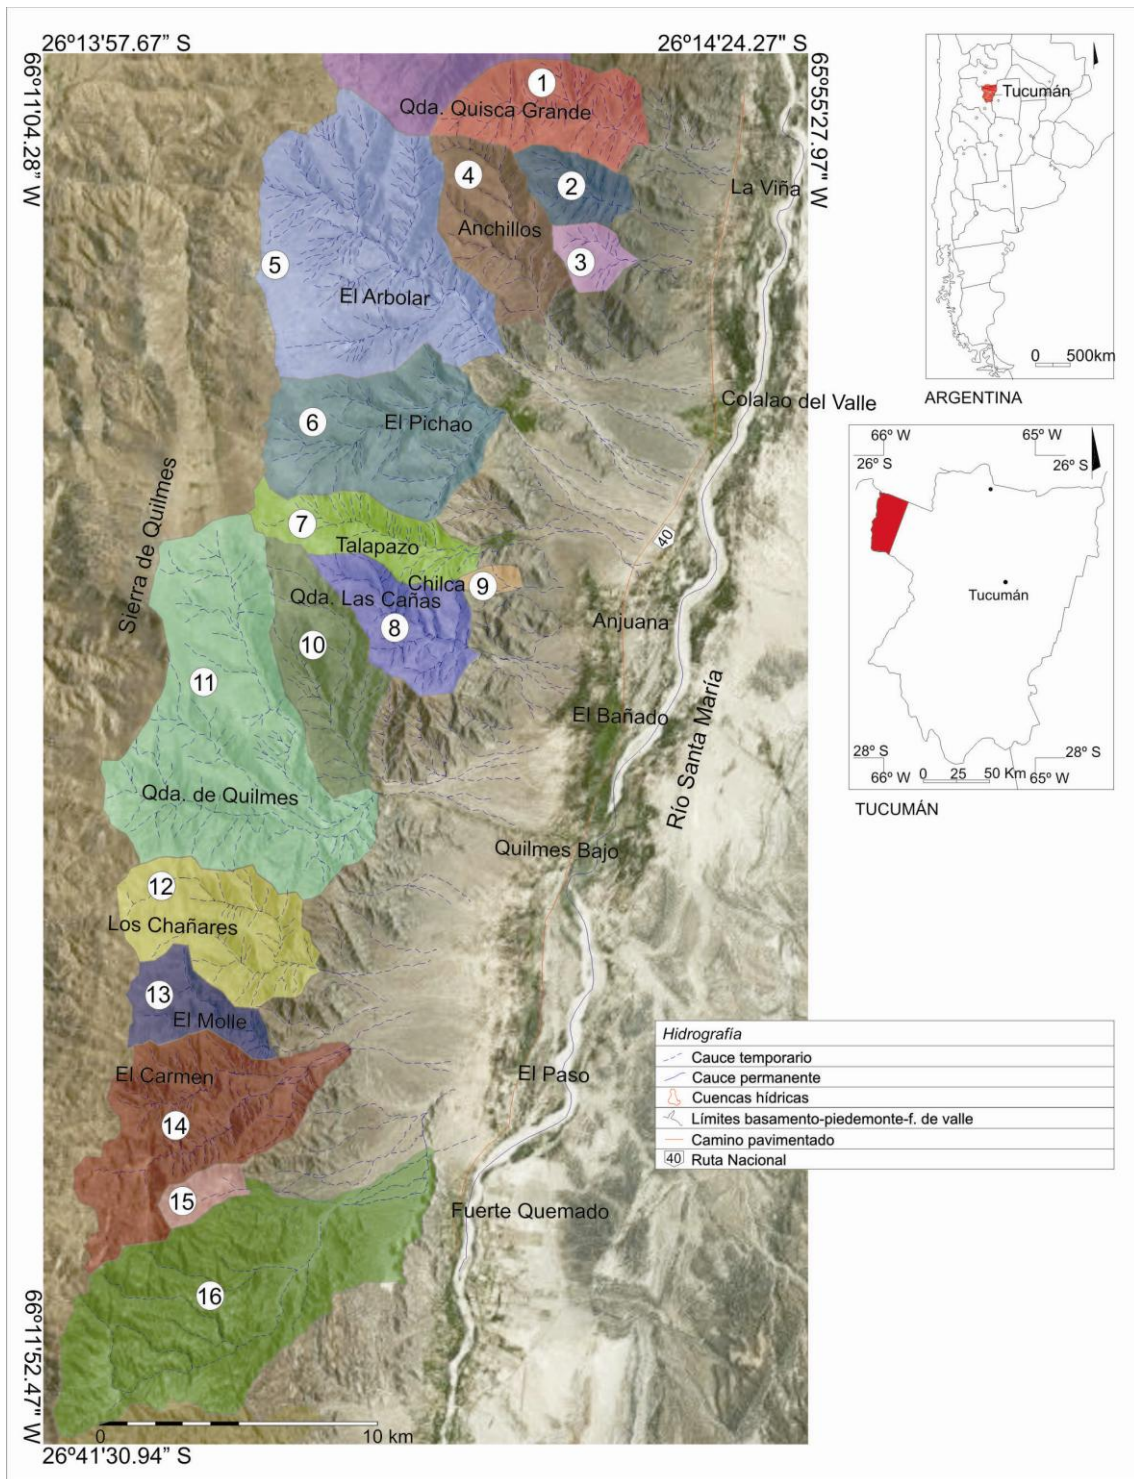 26º13'57.67" S
26º14'24.27" S
66º11'04.28" W
65º55'27.97" W
1
Qda. Quisca Grande
2
La Viña
4
Anchillos
3
5
El Arbolar
Colalao del Valle
6
El Pichao
Sierra de Quilmes
7
Talapazo
40
Chilca
9
Qda. Las Cañas
8
Anjuana
10
11
El Bañado
Río Santa María
Qda. de Quilmes
Quilmes Bajo
12
Los Chañares
13
El Molle
El Carmen
El Paso
14
15
Fuerte Quemado
16
0
10 km
66º11'52.47" W
26º41'30.94" S
Tucumán
0 500km
ARGENTINA
66º W
65º W
26º S
26º S
Tucumán
28º S
28º S
66º W
0 25 50 Km
65º W
TUCUMÁN
Hidrografía
Cauce temporario
Cauce permanente
Cuencas hídricas
Límites basamento-piedemonte-f. de valle
Camino pavimentado
40 Ruta Nacional